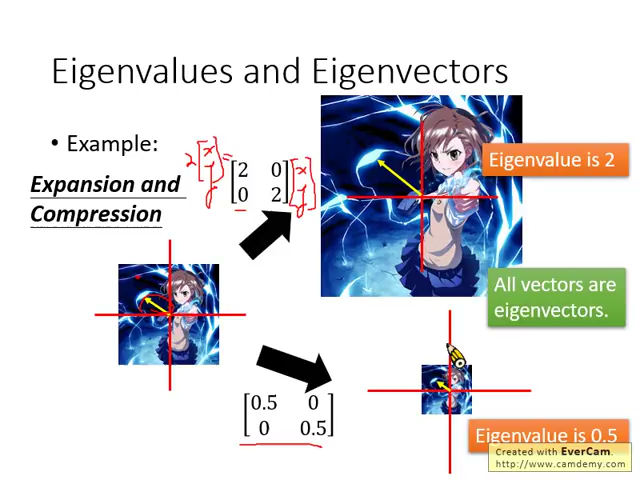 Eigenvalues and Eigenvectors
• Example:
Expansion and
Compression
2 [x y] =
[2 0
0 2]
[x y]
Eigenvalue is 2
All vectors are
eigenvectors.
[0.5 0
0 0.5]
Eigenvalue is 0.5
Created with EverCam.
http://www.camdemy.com